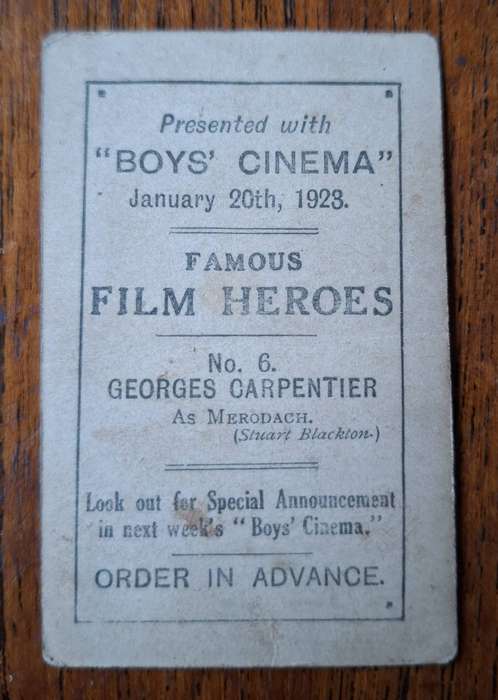 Presented with
"BOYS' CINEMA"
January 20th, 1923.
FAMOUS
FILM HEROES
No. 6.
GEORGES CARPENTIER
AS MERODACH.
(Stuart Blackton.)
Look out for Special Announcement
in next week's "Boys' Cinema."
ORDER IN ADVANCE.